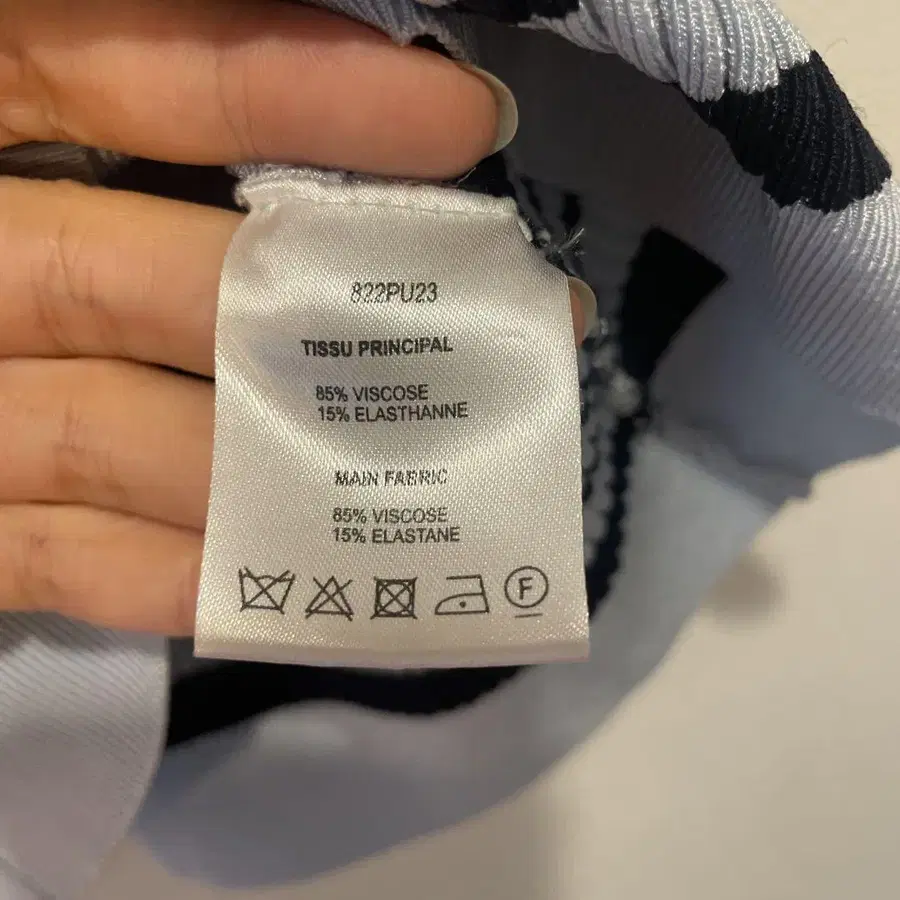 822PU23
TISSU PRINCIPAL
85% VISCOSE
15% ELASTHANNE
MAIN FABRIC
85% VISCOSE
15% ELASTANE
F